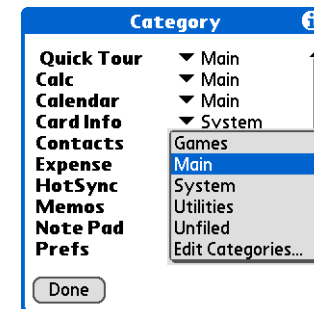 Category
Quick Tour ▼ Main
Calc ▼ Main
Calendar ▼ Main
Card Info ▼ System
Contacts Games
Expense Main
HotSync System
Memos Utilities
Note Pad Unfiled
Prefs Edit Categories...
Done